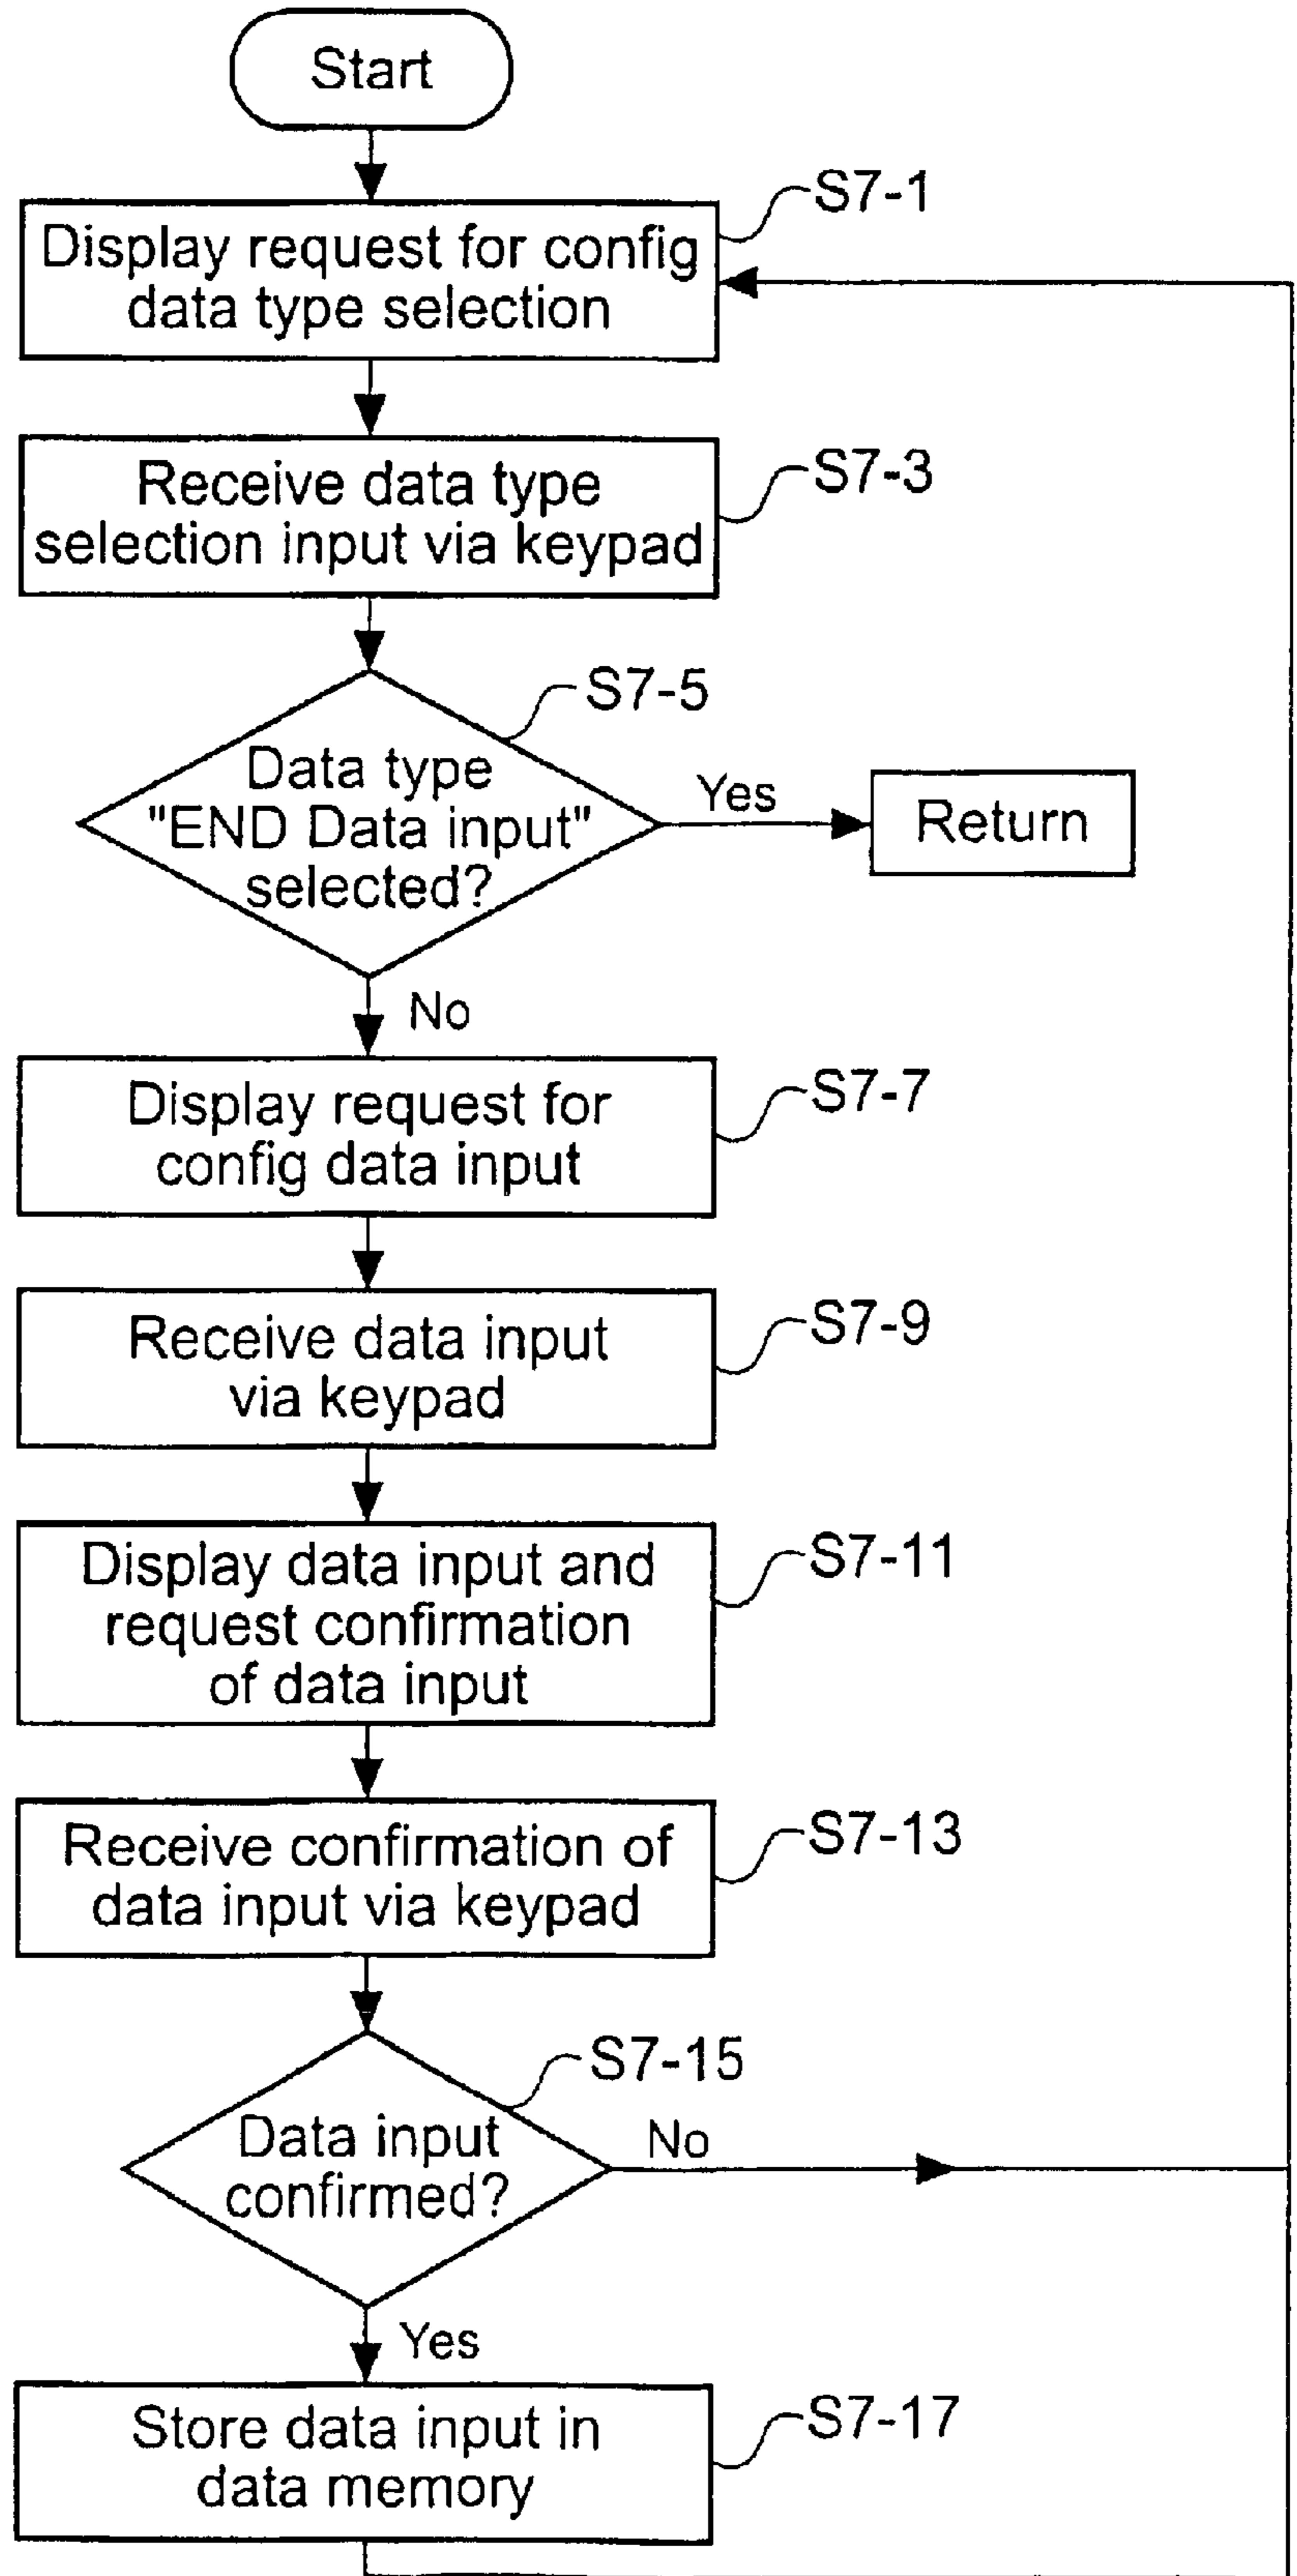 Start
S7-1
Display request for config
data type selection
S7-3
Receive data type
selection input via keypad
S7-5
Data type
"END Data input"
selected?
Yes
Return
No
S7-7
Display request for
config data input
S7-9
Receive data input
via keypad
S7-11
Display data input and
request confirmation
of data input
S7-13
Receive confirmation of
data input via keypad
S7-15
Data input
confirmed?
No
Yes
S7-17
Store data input in
data memory